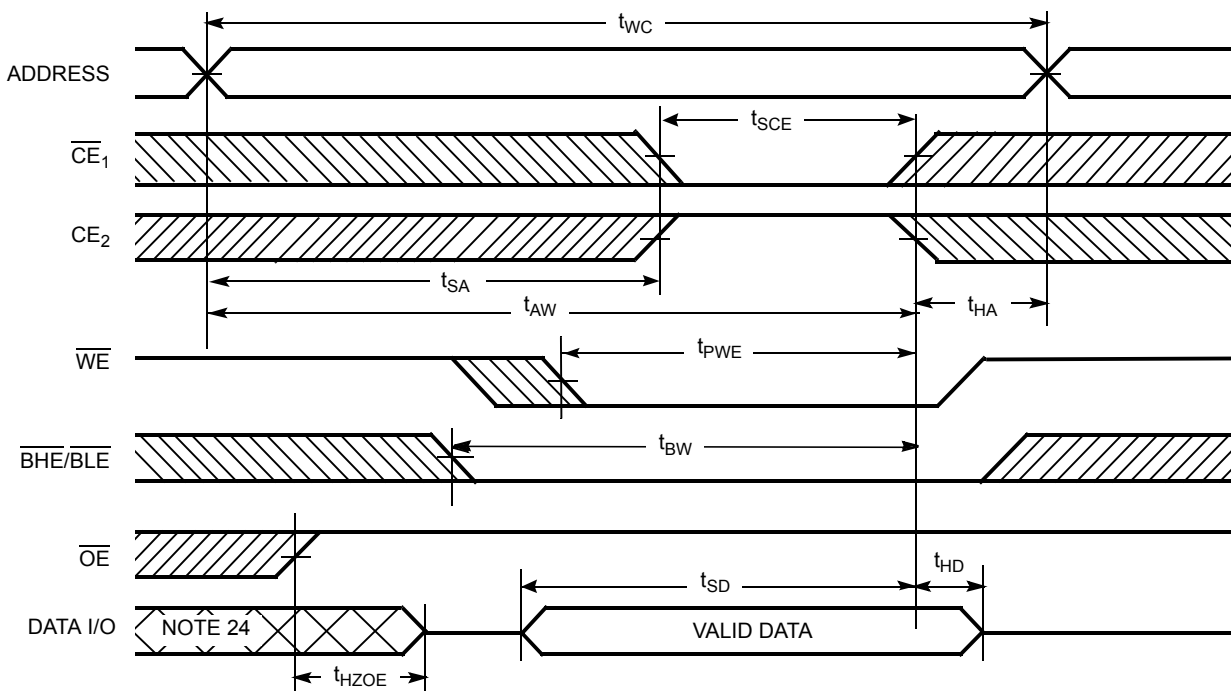 tWC
ADDRESS
tSCE
CE1
CE2
tSA
tAW
tHA
tPWE
WE
tBW
BHE/BLE
OE
tHD
tSD
DATA I/O
NOTE 24
VALID DATA
tHZOE